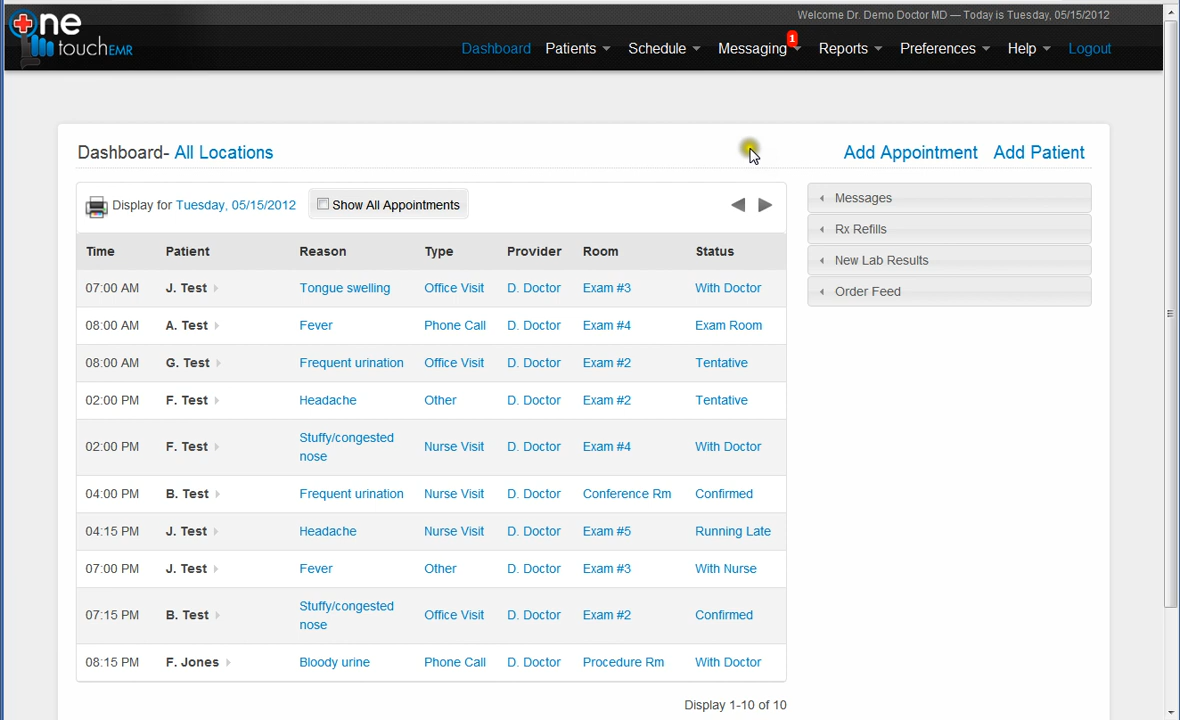 One
touchEMR
Welcome Dr. Demo Doctor MD — Today is Tuesday, 05/15/2012
Dashboard Patients Schedule Messaging 1 Reports Preferences Help Logout
Dashboard- All Locations
Add Appointment Add Patient
Display for Tuesday, 05/15/2012 Show All Appointments
Messages
Rx Refills
New Lab Results
Order Feed
Time Patient Reason Type Provider Room Status
07:00 AM J. Test Tongue swelling Office Visit D. Doctor Exam #3 With Doctor
08:00 AM A. Test Fever Phone Call D. Doctor Exam #4 Exam Room
08:00 AM G. Test Frequent urination Office Visit D. Doctor Exam #2 Tentative
02:00 PM F. Test Headache Other D. Doctor Exam #2 Tentative
02:00 PM F. Test Stuffy/congested nose Nurse Visit D. Doctor Exam #4 With Doctor
04:00 PM B. Test Frequent urination Nurse Visit D. Doctor Conference Rm Confirmed
04:15 PM J. Test Headache Nurse Visit D. Doctor Exam #5 Running Late
07:00 PM J. Test Fever Other D. Doctor Exam #3 With Nurse
07:15 PM B. Test Stuffy/congested nose Office Visit D. Doctor Exam #2 Confirmed
08:15 PM F. Jones Bloody urine Phone Call D. Doctor Procedure Rm With Doctor
Display 1-10 of 10